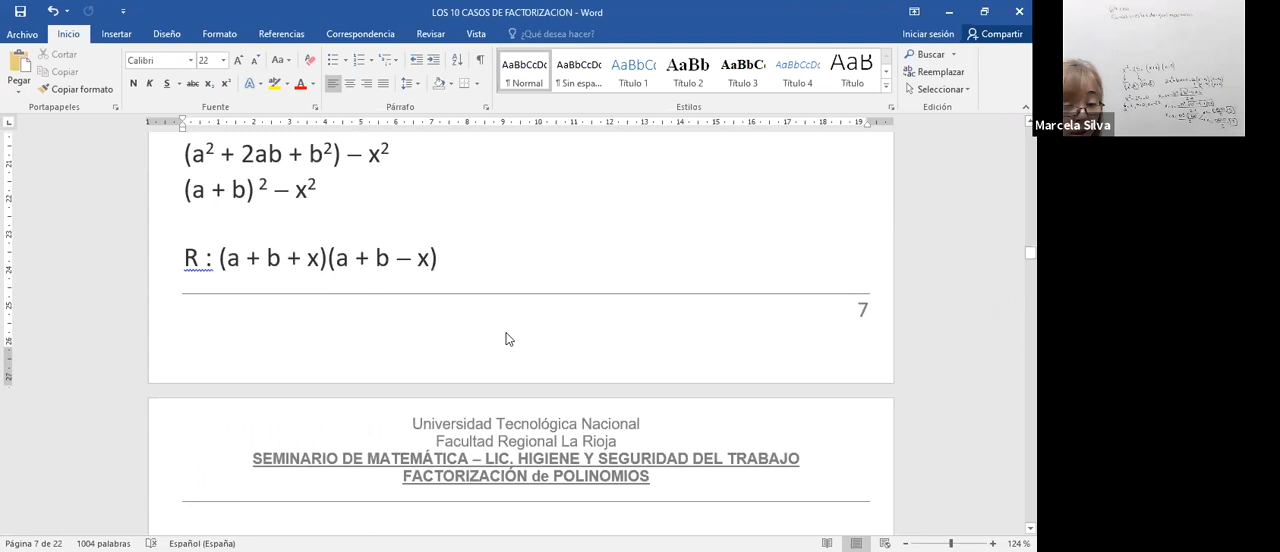 LOS 10 CASOS DE FACTORIZACION - Word
Iniciar sesión
Compartir
Archivo Inicio Insertar Diseño Formato Referencias Correspondencia Revisar Vista ¿Qué desea hacer?
Pegar
Cortar
Copiar
Copiar formato
Portapapeles
Calibri 22
Fuente
Párrafo
AaBbCcDc AaBbCcDc AaBbCc AaBb AaBbC AaBbCcDc AaB
¶ Normal ¶ Sin espa... Título 1 Título 2 Título 3 Título 4 Título
Estilos
Buscar
Reemplazar
Seleccionar
Edición
Marcela Silva
(a² + 2ab + b²) – x²
(a + b) ² – x²
R : (a + b + x)(a + b – x)
7
Universidad Tecnológica Nacional
Facultad Regional La Rioja
SEMINARIO DE MATEMÁTICA – LIC. HIGIENE Y SEGURIDAD DEL TRABAJO
FACTORIZACIÓN de POLINOMIOS
Página 7 de 22 1004 palabras Español (España) 124 %